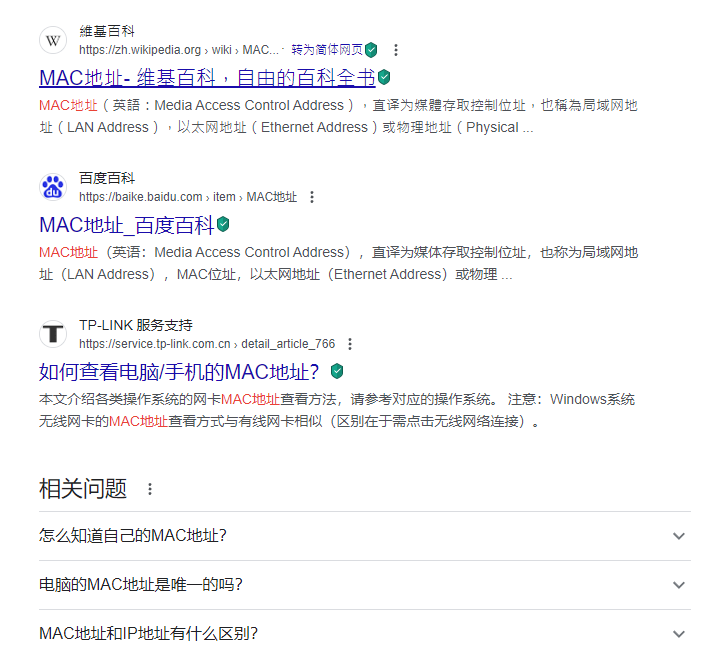 W
维基百科
https://zh.wikipedia.org › wiki › MAC... · 转为简体网页
MAC地址- 维基百科，自由的百科全书
MAC地址（英語：Media Access Control Address），直译为媒體存取控制位址，也稱為局域网地
址（LAN Address），以太网地址（Ethernet Address）或物理地址（Physical ...
百度百科
du
https://baike.baidu.com › item › MAC地址
MAC地址_百度百科
MAC地址（英语：Media Access Control Address），直译为媒体存取控制位址，也称为局域网地
址（LAN Address），MAC位址，以太网地址（Ethernet Address）或物理 ...
TP-LINK 服务支持
https://service.tp-link.com.cn › detail_article_766
如何查看电脑/手机的MAC地址？
本文介绍各类操作系统的网卡MAC地址查看方法，请参考对应的操作系统。 注意：Windows系统
无线网卡的MAC地址查看方式与有线网卡相似（区别在于需点击无线网络连接）。
相关问题
怎么知道自己的MAC地址？
电脑的MAC地址是唯一的吗？
MAC地址和IP地址有什么区别？